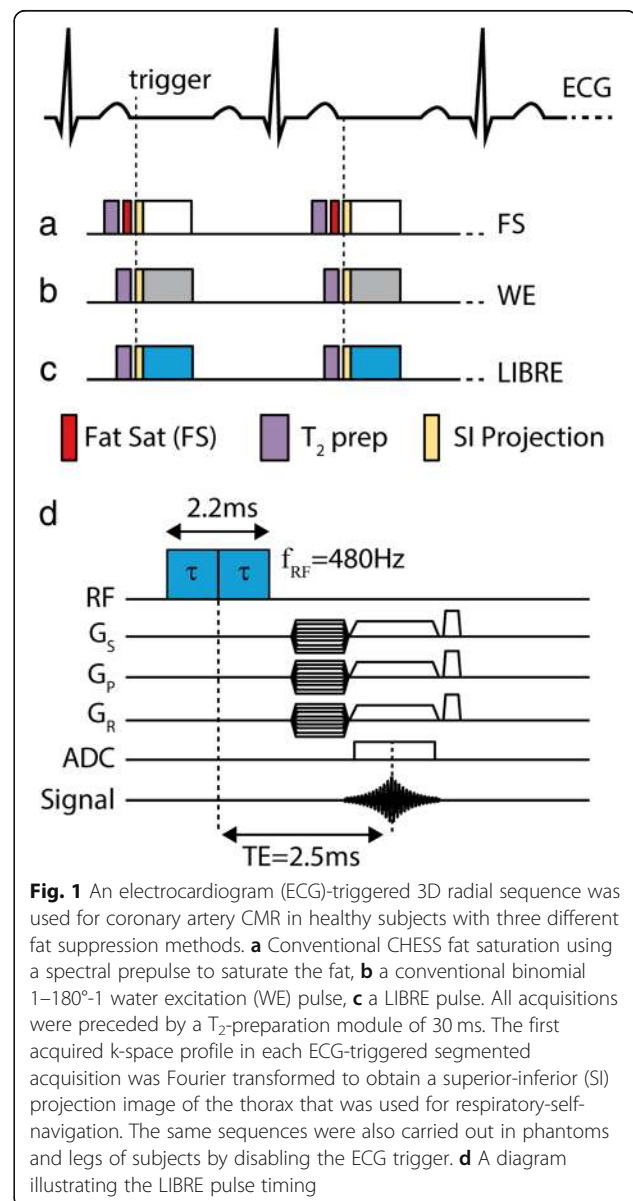 trigger
ECG
a
FS
b
WE
c
LIBRE
Fat Sat (FS)
T₂ prep
SI Projection
d
2.2ms
τ τ
f_RF=480Hz
RF
G_S
G_P
G_R
ADC
Signal
TE=2.5ms
Fig. 1 An electrocardiogram (ECG)-triggered 3D radial sequence was
used for coronary artery CMR in healthy subjects with three different
fat suppression methods. a Conventional CHESS fat saturation using
a spectral prepulse to saturate the fat, b a conventional binomial
1–180°-1 water excitation (WE) pulse, c a LIBRE pulse. All acquisitions
were preceded by a T₂-preparation module of 30 ms. The first
acquired k-space profile in each ECG-triggered segmented
acquisition was Fourier transformed to obtain a superior-inferior (SI)
projection image of the thorax that was used for respiratory-self-
navigation. The same sequences were also carried out in phantoms
and legs of subjects by disabling the ECG trigger. d A diagram
illustrating the LIBRE pulse timing